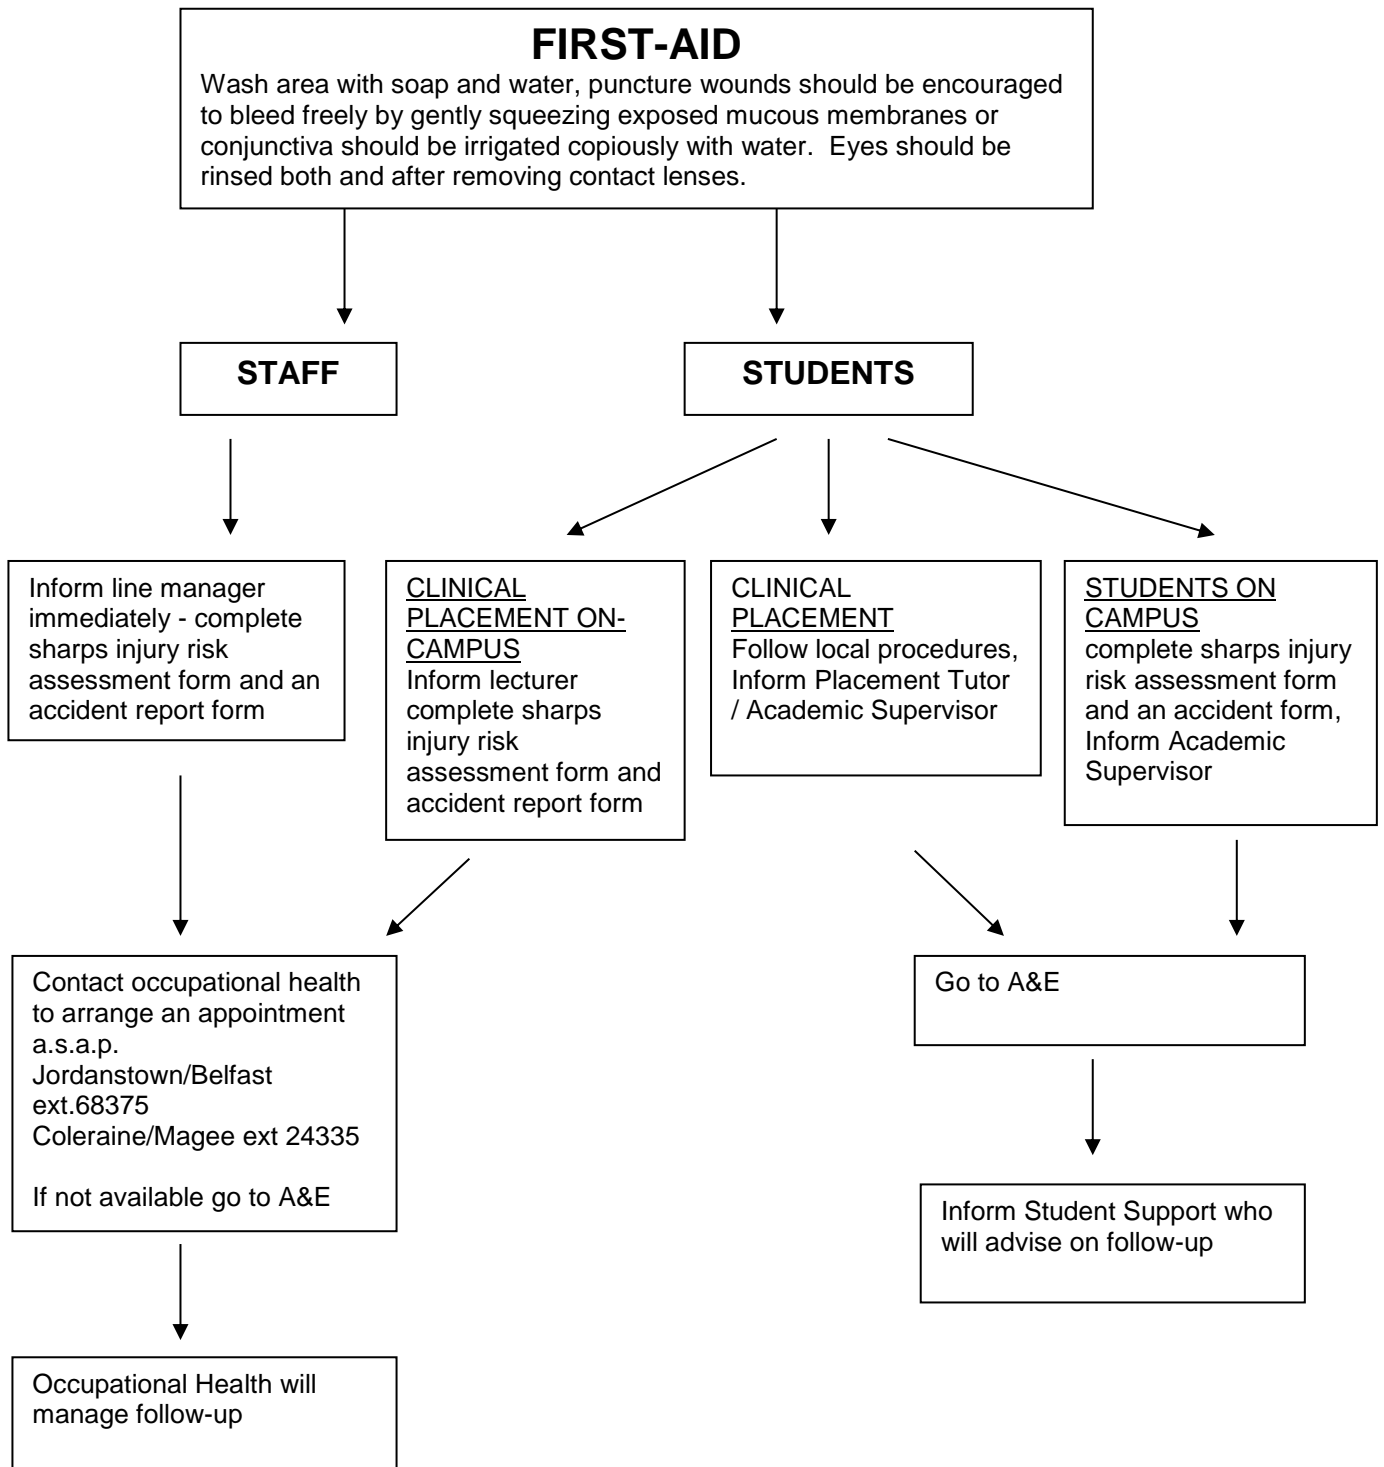 FIRST-AID
Wash area with soap and water, puncture wounds should be encouraged
to bleed freely by gently squeezing exposed mucous membranes or
conjunctiva should be irrigated copiously with water.  Eyes should be
rinsed both and after removing contact lenses.
STAFF
STUDENTS
Inform line manager
immediately - complete
sharps injury risk
assessment form and an
accident report form
CLINICAL
PLACEMENT ON-
CAMPUS
Inform lecturer
complete sharps
injury risk
assessment form and
accident report form
CLINICAL
PLACEMENT
Follow local procedures,
Inform Placement Tutor
/ Academic Supervisor
STUDENTS ON
CAMPUS
complete sharps injury
risk assessment form
and an accident form,
Inform Academic
Supervisor
Contact occupational health
to arrange an appointment
a.s.a.p.
Jordanstown/Belfast
ext.68375
Coleraine/Magee ext 24335
If not available go to A&E
Go to A&E
Inform Student Support who
will advise on follow-up
Occupational Health will
manage follow-up